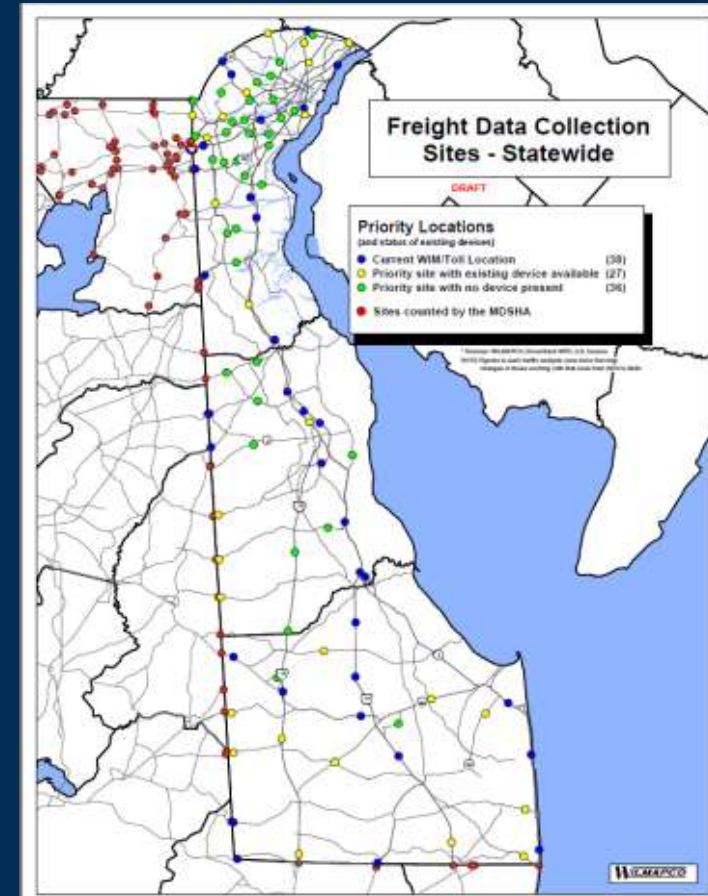 Freight Data Collection
Sites - Statewide
DRAFT
Priority Locations
(and status of existing devices)
Current WIM/Toll Location (38)
Priority site with existing device available (27)
Priority site with no device present (36)
Sites counted by the MDSHA
WILMAPCO